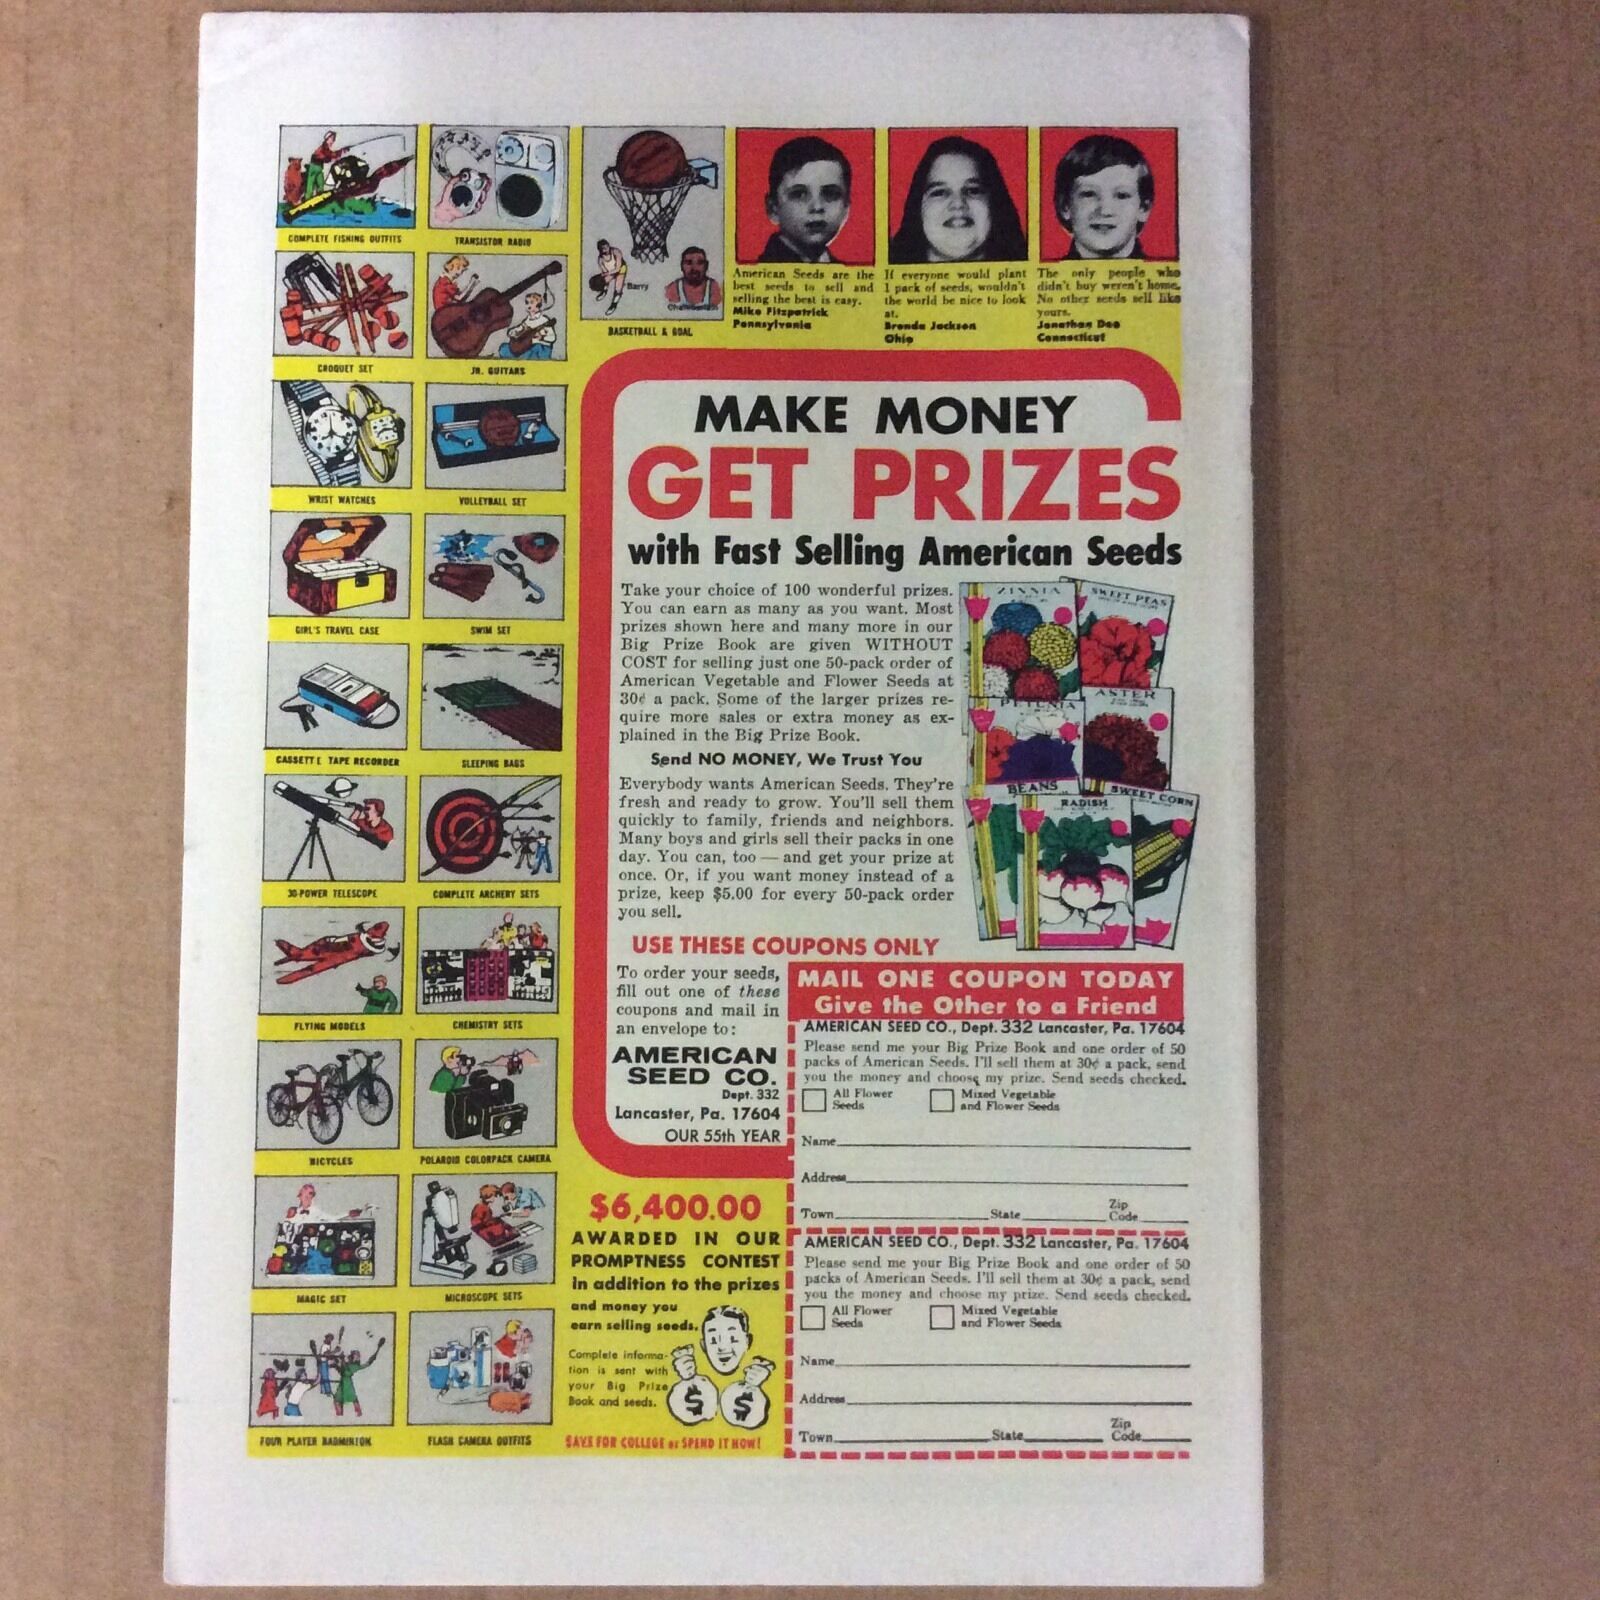 COMPLETE FISHING OUTFITS
TRANSISTOR RADIO
CROQUET SET
JR. GUITARS
WRIST WATCHES
VOLLEYBALL SET
GIRL'S TRAVEL CASE
SWIM SET
CASSETTE TAPE RECORDER
SLEEPING BAGS
30-POWER TELESCOPE
COMPLETE ARCHERY SETS
FLYING MODELS
CHEMISTRY SETS
BICYCLES
POLAROID COLORPACK CAMERA
MAGIC SET
MICROSCOPE SETS
FOUR PLAYER BADMINTON
FLASH CAMERA OUTFITS
Barry
BASKETBALL & GOAL
American Seeds are the
best seeds to sell and
selling the best is easy.
Mike Fitzpatrick
Pennsylvania
If everyone would plant
1 pack of seeds, wouldn't
the world be nice to look
at.
Brenda Jackson
Ohio
The only people who
didn't buy weren't home.
No other seeds sell like
yours.
Jonathan Dee
Connecticut
MAKE MONEY
GET PRIZES
with Fast Selling American Seeds
Take your choice of 100 wonderful prizes.
You can earn as many as you want. Most
prizes shown here and many more in our
Big Prize Book are given WITHOUT
COST for selling just one 50-pack order of
American Vegetable and Flower Seeds at
30¢ a pack. Some of the larger prizes re-
quire more sales or extra money as ex-
plained in the Big Prize Book.
Send NO MONEY, We Trust You
Everybody wants American Seeds. They're
fresh and ready to grow. You'll sell them
quickly to family, friends and neighbors.
Many boys and girls sell their packs in one
day. You can, too — and get your prize at
once. Or, if you want money instead of a
prize, keep $5.00 for every 50-pack order
you sell.
ZINNIA
SWEET PEAS
PETUNIA
ASTER
BEANS
RADISH
SWEET CORN
USE THESE COUPONS ONLY
To order your seeds,
fill out one of these
coupons and mail in
an envelope to:
AMERICAN
SEED CO.
Dept. 332
Lancaster, Pa. 17604
OUR 55th YEAR
MAIL ONE COUPON TODAY
Give the Other to a Friend
AMERICAN SEED CO., Dept. 332 Lancaster, Pa. 17604
Please send me your Big Prize Book and one order of 50
packs of American Seeds. I'll sell them at 30¢ a pack, send
you the money and choose my prize. Send seeds checked.
All Flower
Seeds
Mixed Vegetable
and Flower Seeds
Name
Address
Town State Zip
Code
AMERICAN SEED CO., Dept. 332 Lancaster, Pa. 17604
Please send me your Big Prize Book and one order of 50
packs of American Seeds. I'll sell them at 30¢ a pack, send
you the money and choose my prize. Send seeds checked.
All Flower
Seeds
Mixed Vegetable
and Flower Seeds
Name
Address
Town State Zip
Code
$6,400.00
AWARDED IN OUR
PROMPTNESS CONTEST
in addition to the prizes
and money you
earn selling seeds.
Complete informa-
tion is sent with
your Big Prize
Book and seeds.
$ $
SAVE FOR COLLEGE or SPEND IT NOW!